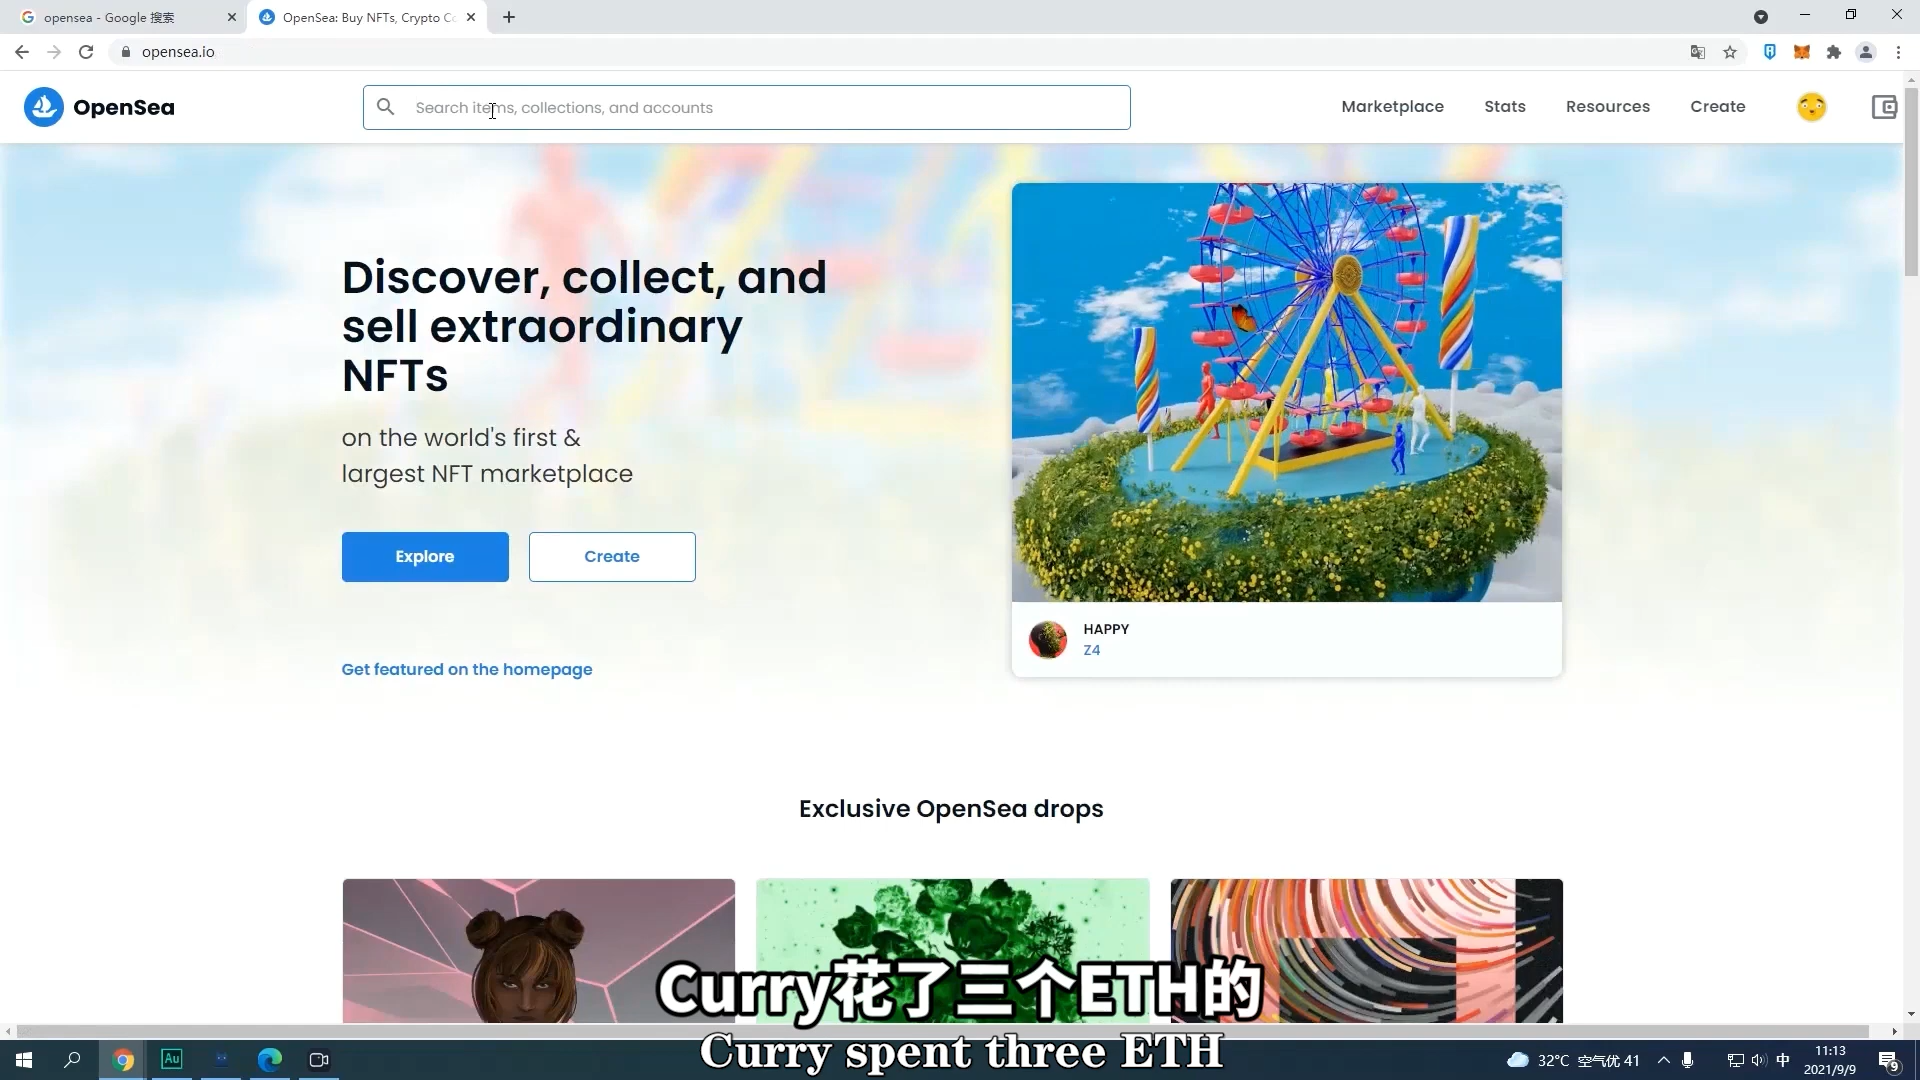 opensea - Google 搜索
OpenSea: Buy NFTs, Crypto Co
opensea.io
OpenSea
Search items, collections, and accounts
Marketplace
Stats
Resources
Create
Discover, collect, and
sell extraordinary
NFTs
on the world's first &
largest NFT marketplace
Explore
Create
Get featured on the homepage
HAPPY
Z4
Exclusive OpenSea drops
Curry花了三个ETH的
Curry spent three ETH
Au
32°C 空气优 41
中
11:13
2021/9/9
9